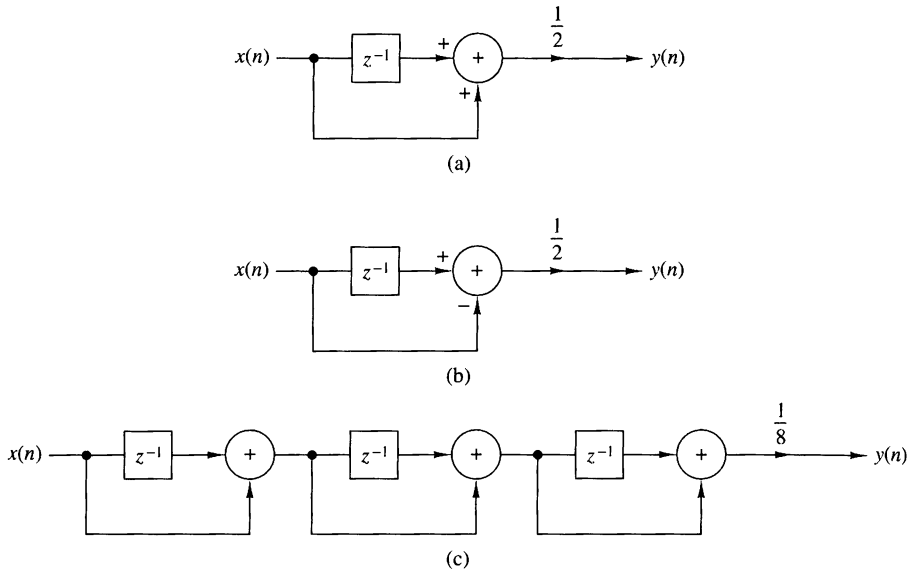 x(n) z⁻¹ + + + 1/2 y(n)
(a)
x(n) z⁻¹ + + − 1/2 y(n)
(b)
x(n) z⁻¹ + z⁻¹ + z⁻¹ + 1/8 y(n)
(c)